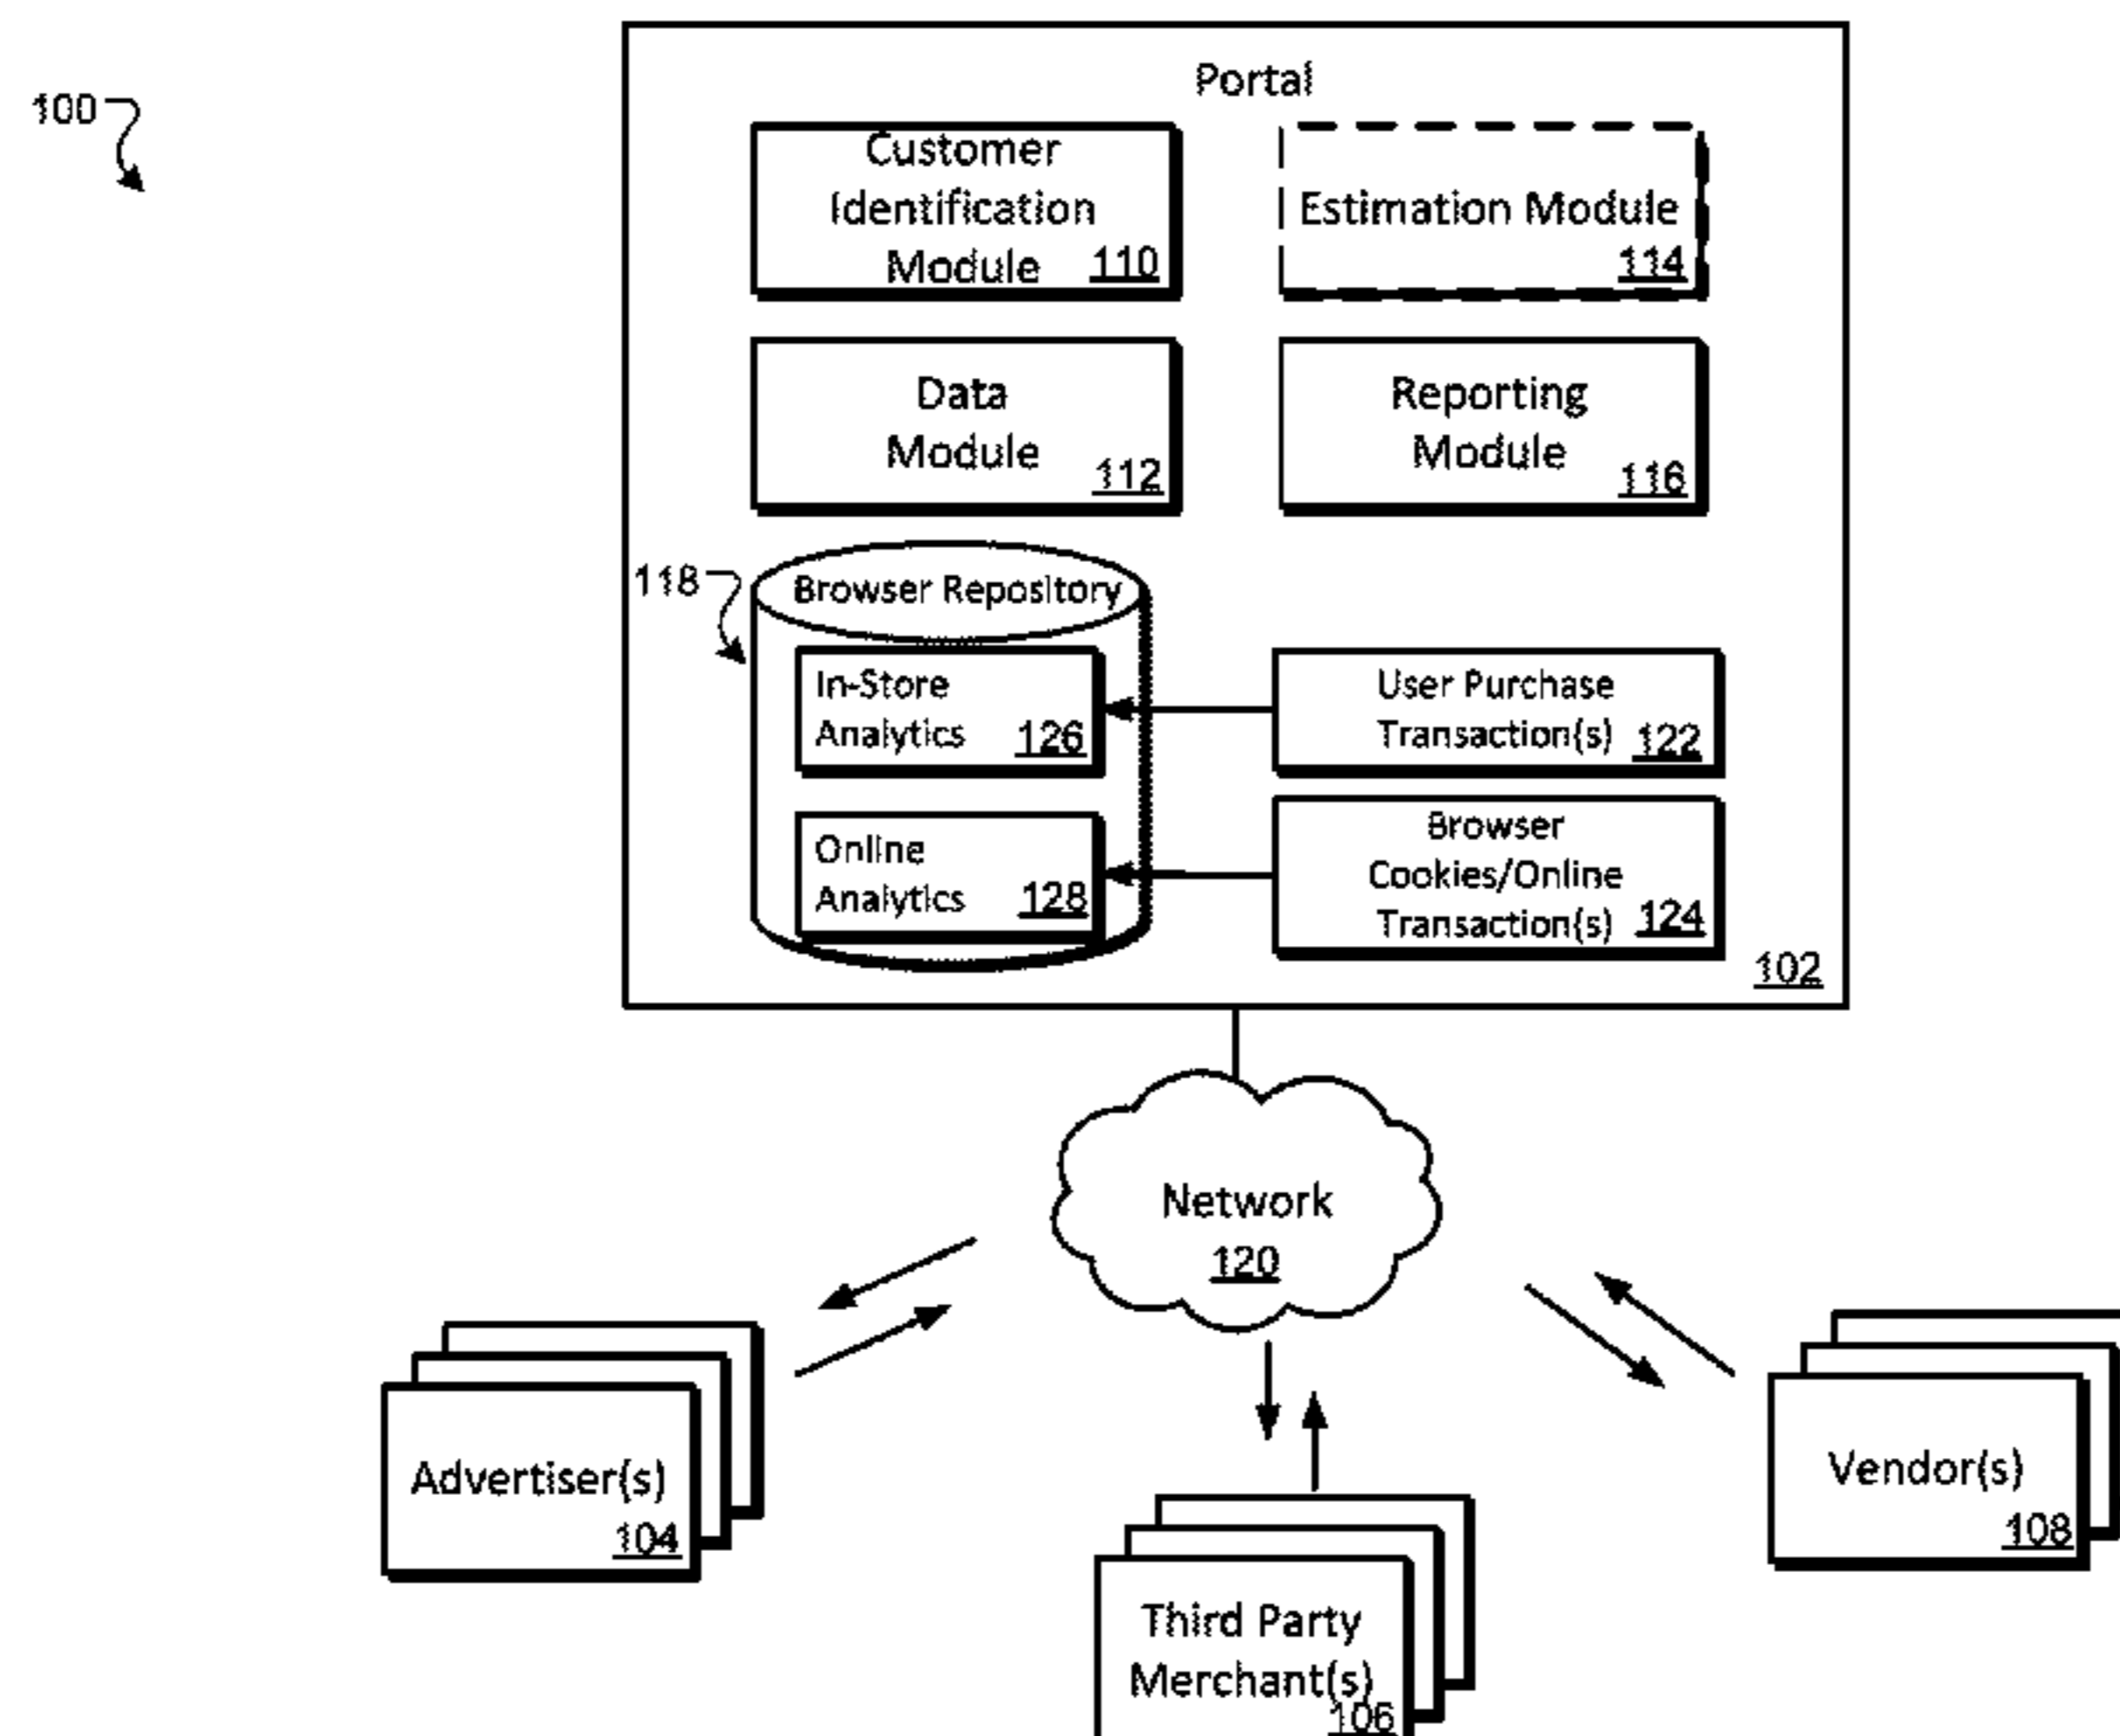 100
Portal
Customer
Identification
Module 110
Estimation Module
114
Data
Module 112
Reporting
Module 116
118
Browser Repository
In-Store
Analytics 126
User Purchase
Transaction(s) 122
Online
Analytics 128
Browser
Cookies/Online
Transaction(s) 124
102
Network
120
Advertiser(s)
104
Third Party
Merchant(s)
106
Vendor(s)
108